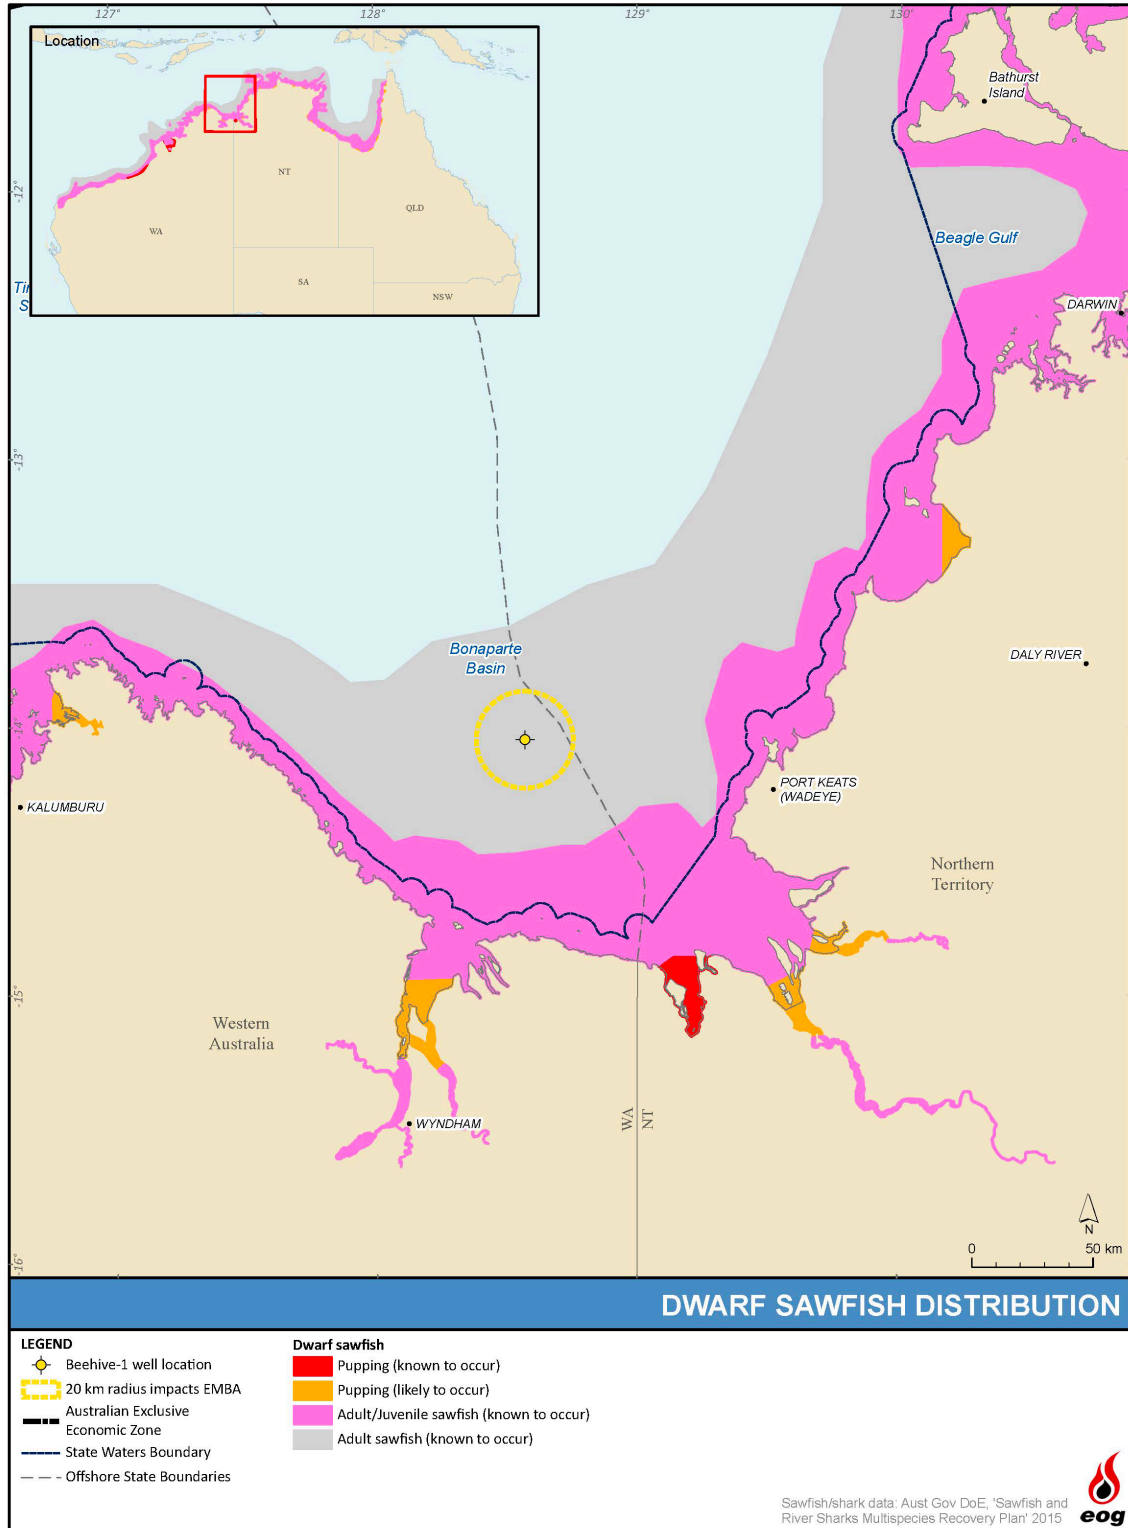 127°
128°
129°
130°
Location
NT
QLD
WA
SA
NSW
-12°
Bathurst
Island
Beagle Gulf
DARWIN
-13°
Bonaparte
Basin
DALY RIVER
-14°
PORT KEATS
(WADEYE)
KALUMBURU
Northern
Territory
-15°
Western
Australia
WYNDHAM
WA
NT
N
0 50 km
-16°
DWARF SAWFISH DISTRIBUTION
LEGEND
Beehive-1 well location
20 km radius impacts EMBA
Australian Exclusive
Economic Zone
State Waters Boundary
Offshore State Boundaries
Dwarf sawfish
Pupping (known to occur)
Pupping (likely to occur)
Adult/Juvenile sawfish (known to occur)
Adult sawfish (known to occur)
Sawfish/shark data: Aust Gov DoE, 'Sawfish and
River Sharks Multispecies Recovery Plan' 2015
eog